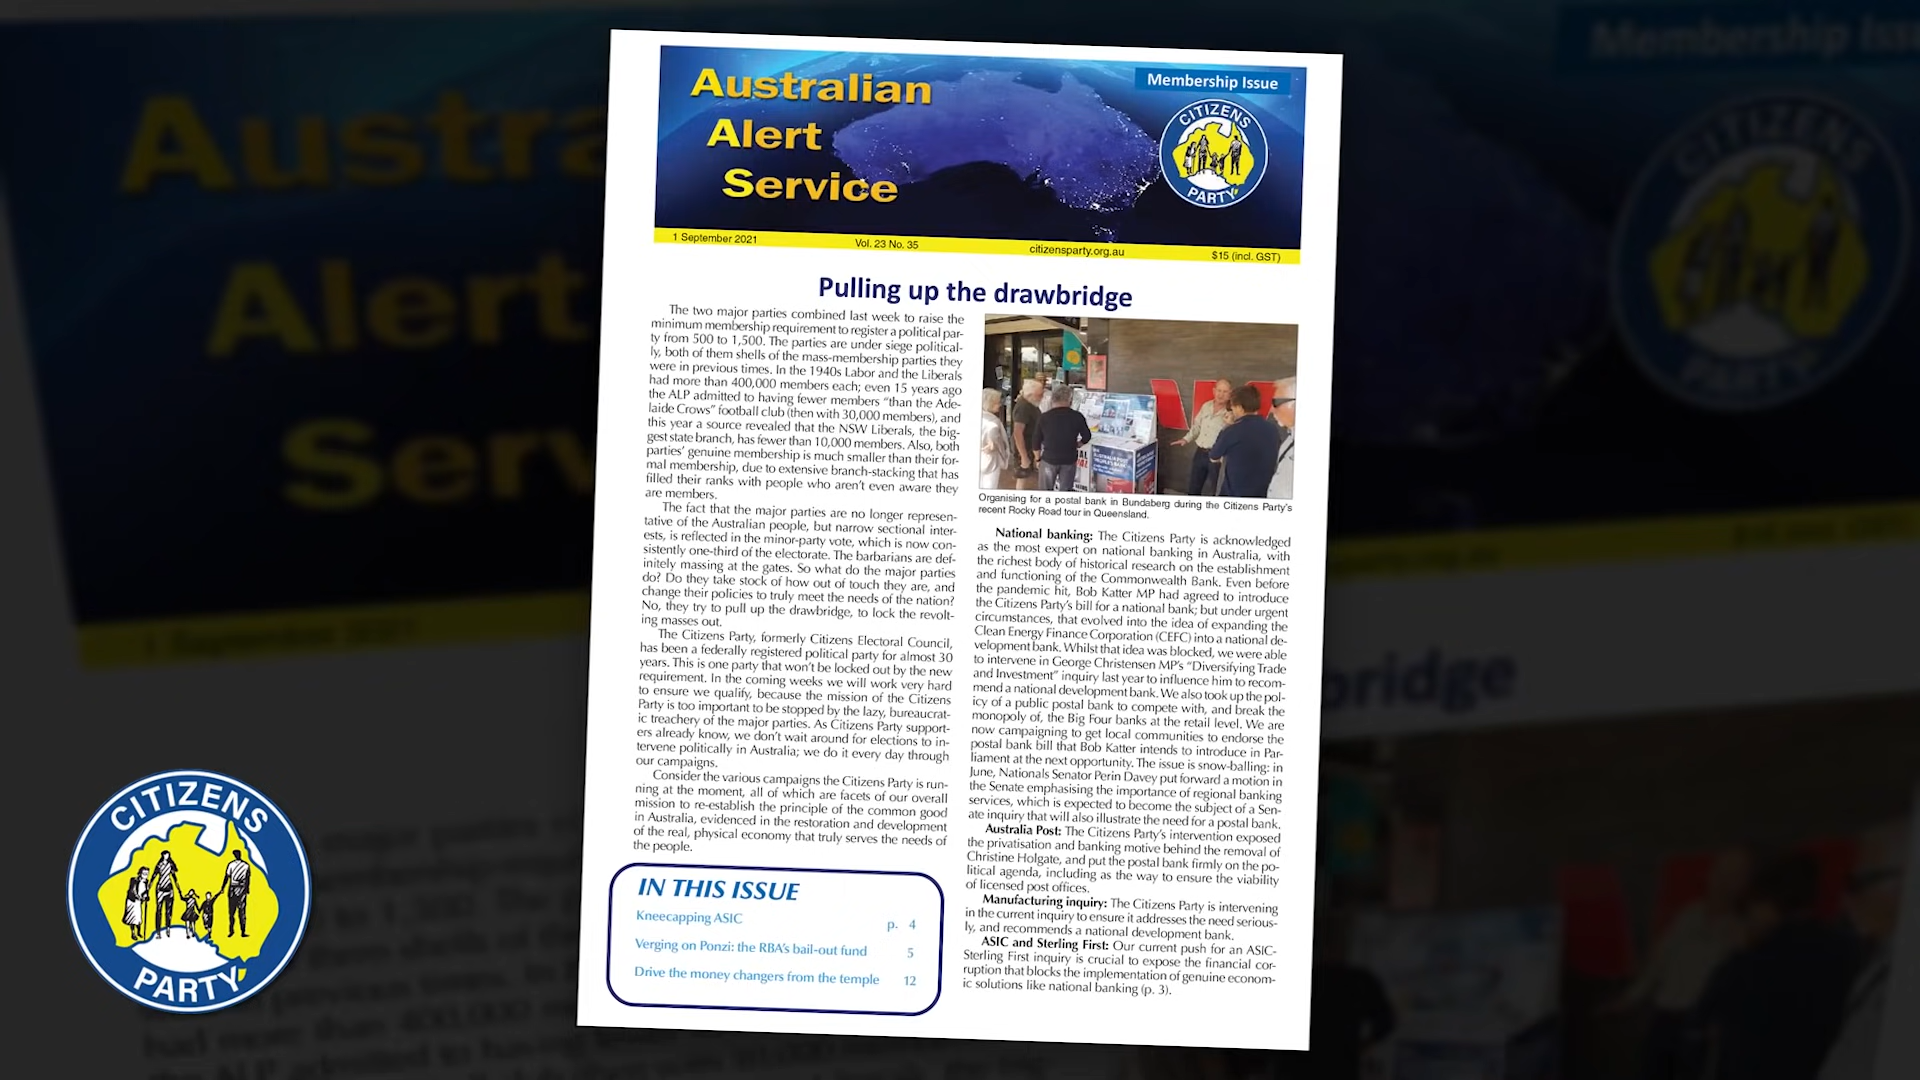 Australian
Alert
Service
Membership Issue
CITIZENS
PARTY
1 September 2021 Vol. 23 No. 35 citizensparty.org.au $15 (incl. GST)
Pulling up the drawbridge
The two major parties combined last week to raise the
minimum membership requirement to register a political par-
ty from 500 to 1,500. The parties are under siege political-
ly, both of them shells of the mass-membership parties they
were in previous times. In the 1940s Labor and the Liberals
had more than 400,000 members each; even 15 years ago
the ALP admitted to having fewer members “than the Ade-
laide Crows” football club (then with 30,000 members), and
this year a source revealed that the NSW Liberals, the big-
gest state branch, has fewer than 10,000 members. Also, both
parties’ genuine membership is much smaller than their for-
mal membership, due to extensive branch-stacking that has
filled their ranks with people who aren’t even aware they
are members.
The fact that the major parties are no longer represen-
tative of the Australian people, but narrow sectional inter-
ests, is reflected in the minor-party vote, which is now con-
sistently one-third of the electorate. The barbarians are def-
initely massing at the gates. So what do the major parties
do? Do they take stock of how out of touch they are, and
change their policies to truly meet the needs of the nation?
No, they try to pull up the drawbridge, to lock the revolt-
ing masses out.
The Citizens Party, formerly Citizens Electoral Council,
has been a federally registered political party for almost 30
years. This is one party that won’t be locked out by the new
requirement. In the coming weeks we will work very hard
to ensure we qualify, because the mission of the Citizens
Party is too important to be stopped by the lazy, bureaucrat-
ic treachery of the major parties. As Citizens Party support-
ers already know, we don’t wait around for elections to in-
tervene politically in Australia; we do it every day through
our campaigns.
Consider the various campaigns the Citizens Party is run-
ning at the moment, all of which are facets of our overall
mission to re-establish the principle of the common good
in Australia, evidenced in the restoration and development
of the real, physical economy that truly serves the needs of
the people.
IN THIS ISSUE
Kneecapping ASIC p. 4
Verging on Ponzi: the RBA’s bail-out fund 5
Drive the money changers from the temple 12
Organising for a postal bank in Bundaberg during the Citizens Party’s
recent Rocky Road tour in Queensland.
National banking: The Citizens Party is acknowledged
as the most expert on national banking in Australia, with
the richest body of historical research on the establishment
and functioning of the Commonwealth Bank. Even before
the pandemic hit, Bob Katter MP had agreed to introduce
the Citizens Party’s bill for a national bank; but under urgent
circumstances, that evolved into the idea of expanding the
Clean Energy Finance Corporation (CEFC) into a national de-
velopment bank. Whilst that idea was blocked, we were able
to intervene in George Christensen MP’s “Diversifying Trade
and Investment” inquiry last year to influence him to recom-
mend a national development bank. We also took up the pol-
icy of a public postal bank to compete with, and break the
monopoly of, the Big Four banks at the retail level. We are
now campaigning to get local communities to endorse the
postal bank bill that Bob Katter intends to introduce in Par-
liament at the next opportunity. The issue is snow-balling: in
June, Nationals Senator Perin Davey put forward a motion in
the Senate emphasising the importance of regional banking
services, which is expected to become the subject of a Sen-
ate inquiry that will also illustrate the need for a postal bank.
Australia Post: The Citizens Party’s intervention exposed
the privatisation and banking motive behind the removal of
Christine Holgate, and put the postal bank firmly on the po-
litical agenda, including as the way to ensure the viability
of licensed post offices.
Manufacturing inquiry: The Citizens Party is intervening
in the current inquiry to ensure it addresses the need serious-
ly, and recommends a national development bank.
ASIC and Sterling First: Our current push for an ASIC-
Sterling First inquiry is crucial to expose the financial cor-
ruption that blocks the implementation of genuine econom-
ic solutions like national banking (p. 3).
CITIZENS
PARTY